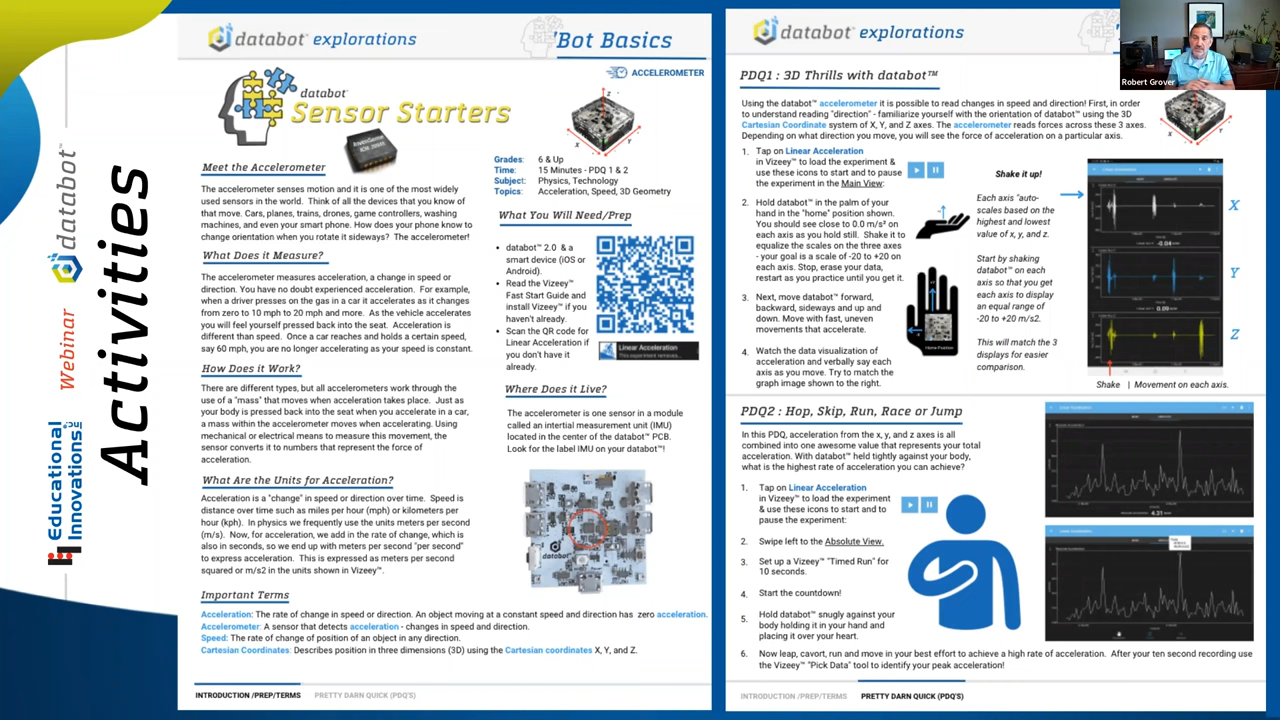 Educational
Innovations
Webinar
databot™
Activities
databot™ explorations
'Bot Basics
ACCELEROMETER
databot™
Sensor Starters
Meet the Accelerometer
The accelerometer senses motion and it is one of the most widely
used sensors in the world. Think of all the devices that you know of
that move. Cars, planes, trains, drones, game controllers, washing
machines, and even your smart phone. How does your phone know to
change orientation when you rotate it sideways? The accelerometer!
What Does it Measure?
The accelerometer measures acceleration, a change in speed or
direction. You have no doubt experienced acceleration. For example,
when a driver presses on the gas in a car it accelerates as it changes
from zero to 10 mph to 20 mph and more. As the vehicle accelerates
you will feel yourself pressed back into the seat. Acceleration is
different than speed. Once a car reaches and holds a certain speed,
say 60 mph, you are no longer accelerating as your speed is constant.
How Does it Work?
There are different types, but all accelerometers work through the
use of a "mass" that moves when acceleration takes place. Just as
your body is pressed back into the seat when you accelerate in a car,
a mass within the accelerometer moves when accelerating. Using
mechanical or electrical means to measure this movement, the
sensor converts it to numbers that represent the force of
acceleration.
What Are the Units for Acceleration?
Acceleration is a "change" in speed or direction over time. Speed is
distance over time such as miles per hour (mph) or kilometers per
hour (kph). In physics we frequently use the units meters per second
(m/s). Now, for acceleration, we add in the rate of change, which is
also in seconds, so we end up with meters per second "per second"
to express acceleration. This is expressed as meters per second
squared or m/s2 in the units shown in Vizeey™.
Grades: 6 & Up
Time: 15 Minutes - PDQ 1 & 2
Subject: Physics, Technology
Topics: Acceleration, Speed, 3D Geometry
What You Will Need/Prep
• databot™ 2.0 & a
smart device (iOS or
Android).
• Read the Vizeey™
Fast Start Guide and
install Vizeey™ if you
haven't already.
• Scan the QR code for
Linear Acceleration if
you don't have it
already.
Linear Acceleration
Where Does it Live?
The accelerometer is one sensor in a module
called an intertial measurement unit (IMU)
located in the center of the databot™ PCB.
Look for the label IMU on your databot™!
databot
Important Terms
Acceleration: The rate of change in speed or direction. An object moving at a constant speed and direction has zero acceleration.
Accelerometer: A sensor that detects acceleration - changes in speed and direction.
Speed: The rate of change of position of an object in any direction.
Cartesian Coordinates: Describes position in three dimensions (3D) using the Cartesian coordinates X, Y, and Z.
INTRODUCTION /PREP/TERMS PRETTY DARN QUICK (PDQ'S)
databot™ explorations
Robert Grover
PDQ1 : 3D Thrills with databot™
Using the databot™ accelerometer it is possible to read changes in speed and direction! First, in order
to understand reading "direction" - familiarize yourself with the orientation of databot™ using the 3D
Cartesian Coordinate system of X, Y, and Z axes. The accelerometer reads forces across these 3 axes.
Depending on what direction you move, you will see the force of acceleration on a particular axis.
1. Tap on Linear Acceleration
in Vizeey™ to load the experiment &
use these icons to start and to pause
the experiment in the Main View:
2. Hold databot™ in the palm of your
hand in the "home" position shown.
You should see close to 0.0 m/s² on
each axis as you hold still. Shake it to
equalize the scales on the three axes
- your goal is a scale of -20 to +20 on
each axis. Stop, erase your data,
restart as you practice until you get it.
3. Next, move databot™ forward,
backward, sideways and up and
down. Move with fast, uneven
movements that accelerate.
4. Watch the data visualization of
acceleration and verbally say each
axis as you move. Try to match the
graph image shown to the right.
Home Position
Shake it up!
Each axis "auto-
scales based on the
highest and lowest
value of x, y, and z.
Start by shaking
databot™ on each
axis so that you get
each axis to display
an equal range of
-20 to +20 m/s2.
This will match the 3
displays for easier
comparison.
X
Y
Z
Shake | Movement on each axis.
PDQ2 : Hop, Skip, Run, Race or Jump
In this PDQ, acceleration from the x, y, and z axes is all
combined into one awesome value that represents your total
acceleration. With databot™ held tightly against your body,
what is the highest rate of acceleration you can achieve?
1. Tap on Linear Acceleration
in Vizeey™ to load the experiment
& use these icons to start and to
pause the experiment:
2. Swipe left to the Absolute View.
3. Set up a Vizeey™ "Timed Run" for
10 seconds.
4. Start the countdown!
5. Hold databot™ snugly against your
body holding it in your hand and
placing it over your heart.
6. Now leap, cavort, run and move in your best effort to achieve a high rate of acceleration. After your ten second recording use
the Vizeey™ "Pick Data" tool to identify your peak acceleration!
INTRODUCTION /PREP/TERMS PRETTY DARN QUICK (PDQ'S)